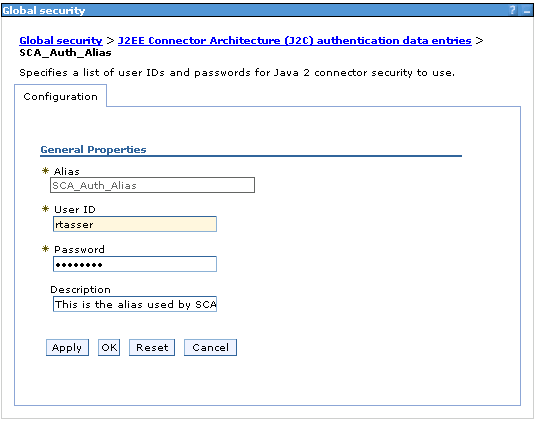 Global security ? _
Global security > J2EE Connector Architecture (J2C) authentication data entries >
SCA_Auth_Alias
Specifies a list of user IDs and passwords for Java 2 connector security to use.
Configuration
General Properties
* Alias
SCA_Auth_Alias
* User ID
rtasser
* Password
••••••••
Description
This is the alias used by SCA
Apply OK Reset Cancel